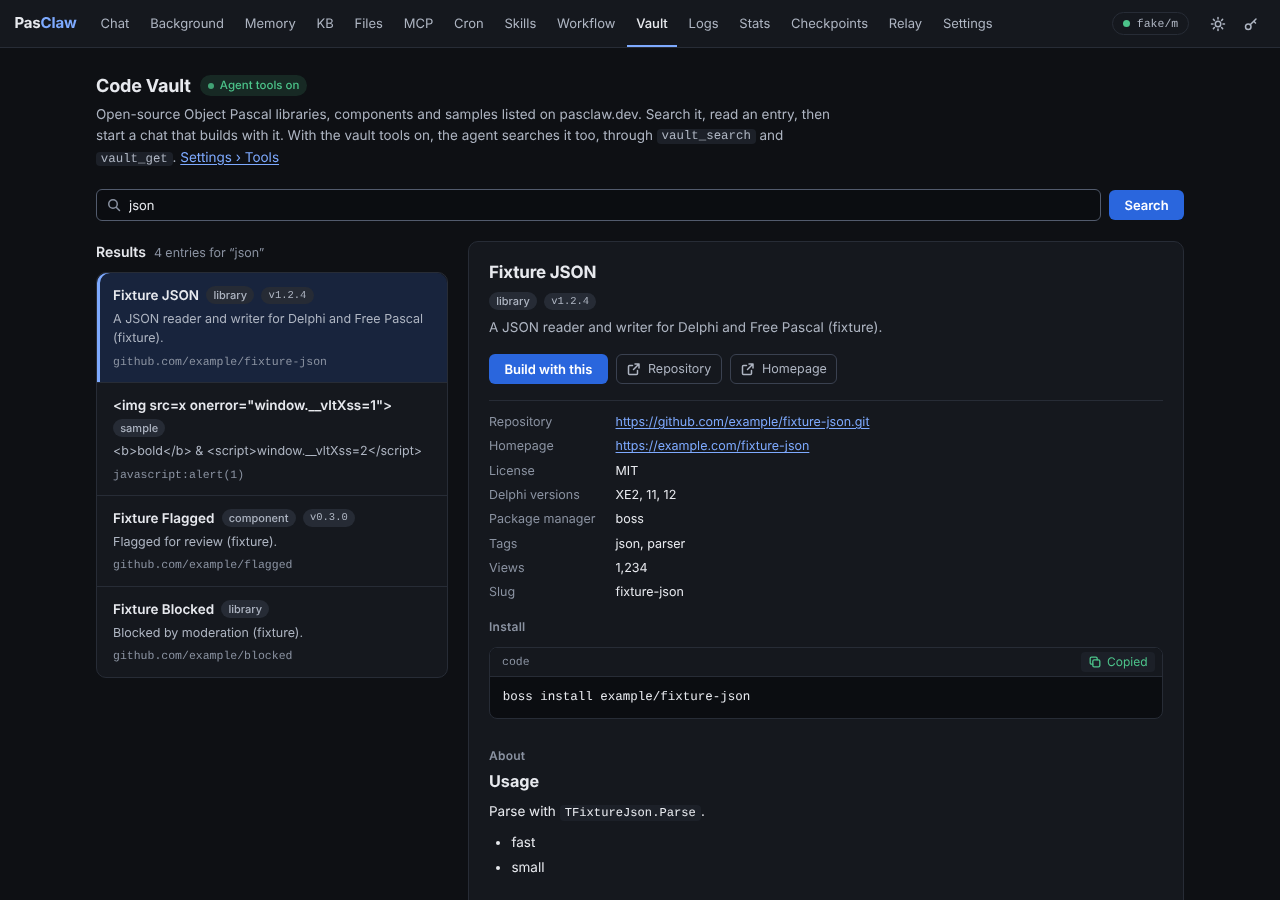 PasClaw Chat Background Memory KB Files MCP Cron Skills Workflow Vault Logs Stats Checkpoints Relay Settings fake/m
Code Vault Agent tools on
Open-source Object Pascal libraries, components and samples listed on pasclaw.dev. Search it, read an entry, then
start a chat that builds with it. With the vault tools on, the agent searches it too, through vault_search and
vault_get. Settings › Tools
json Search
Results 4 entries for “json”
Fixture JSON library v1.2.4
A JSON reader and writer for Delphi and Free Pascal
(fixture).
github.com/example/fixture-json
<img src=x onerror="window.__vltXss=1">
sample
<b>bold</b> & <script>window.__vltXss=2</script>
javascript:alert(1)
Fixture Flagged component v0.3.0
Flagged for review (fixture).
github.com/example/flagged
Fixture Blocked library
Blocked by moderation (fixture).
github.com/example/blocked
Fixture JSON
library v1.2.4
A JSON reader and writer for Delphi and Free Pascal (fixture).
Build with this Repository Homepage
Repository https://github.com/example/fixture-json.git
Homepage https://example.com/fixture-json
License MIT
Delphi versions XE2, 11, 12
Package manager boss
Tags json, parser
Views 1,234
Slug fixture-json
Install
code Copied
boss install example/fixture-json
About
Usage
Parse with TFixtureJson.Parse.
• fast
• small